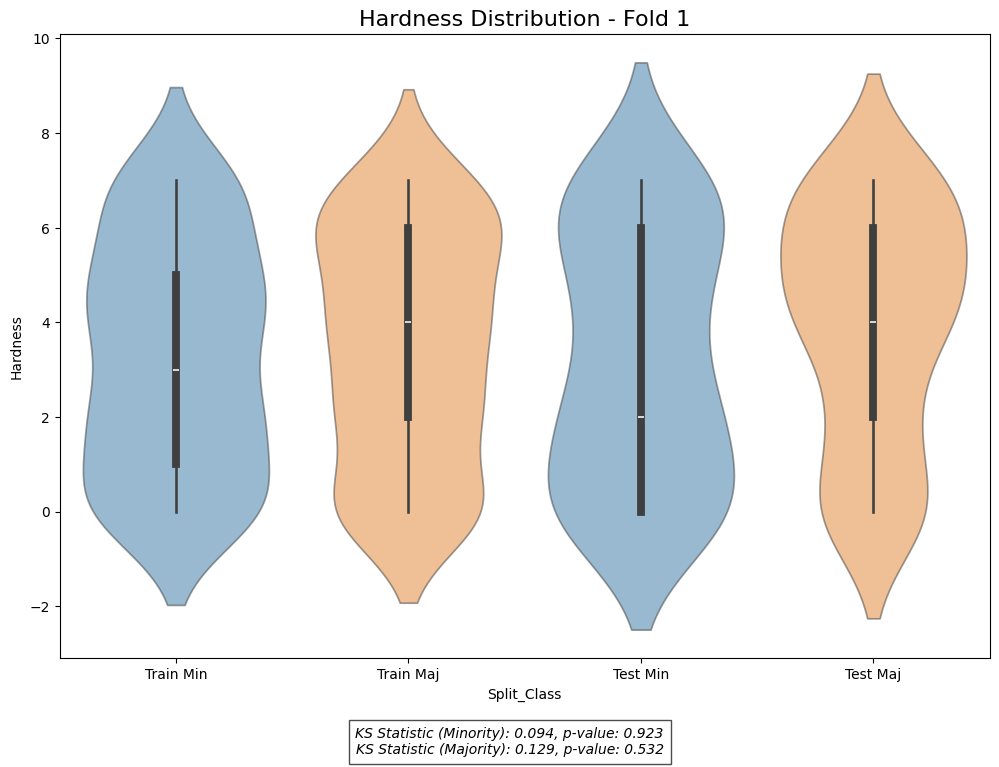 Hardness Distribution - Fold 1
10
8
6
4
2
0
−2
Hardness
Train Min
Train Maj
Test Min
Test Maj
Split_Class
KS Statistic (Minority): 0.094, p-value: 0.923
KS Statistic (Majority): 0.129, p-value: 0.532